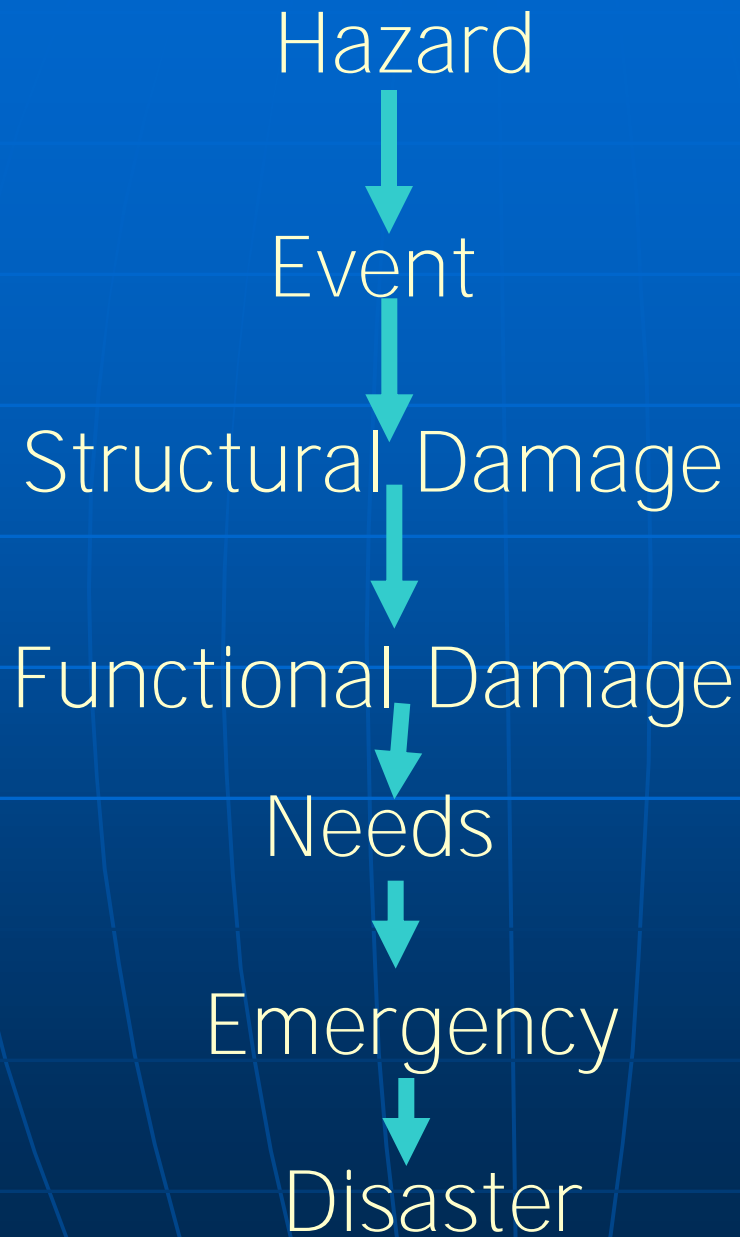 Hazard
Event
Structural Damage
Functional Damage
Needs
Emergency
Disaster